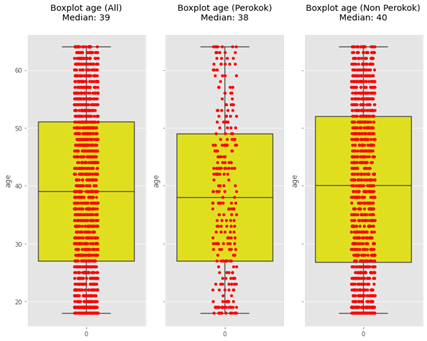 Boxplot age (All)
Median: 39
Boxplot age (Perokok)
Median: 38
Boxplot age (Non Perokok)
Median: 40
age
60
50
40
30
20
0
age
0
age
0